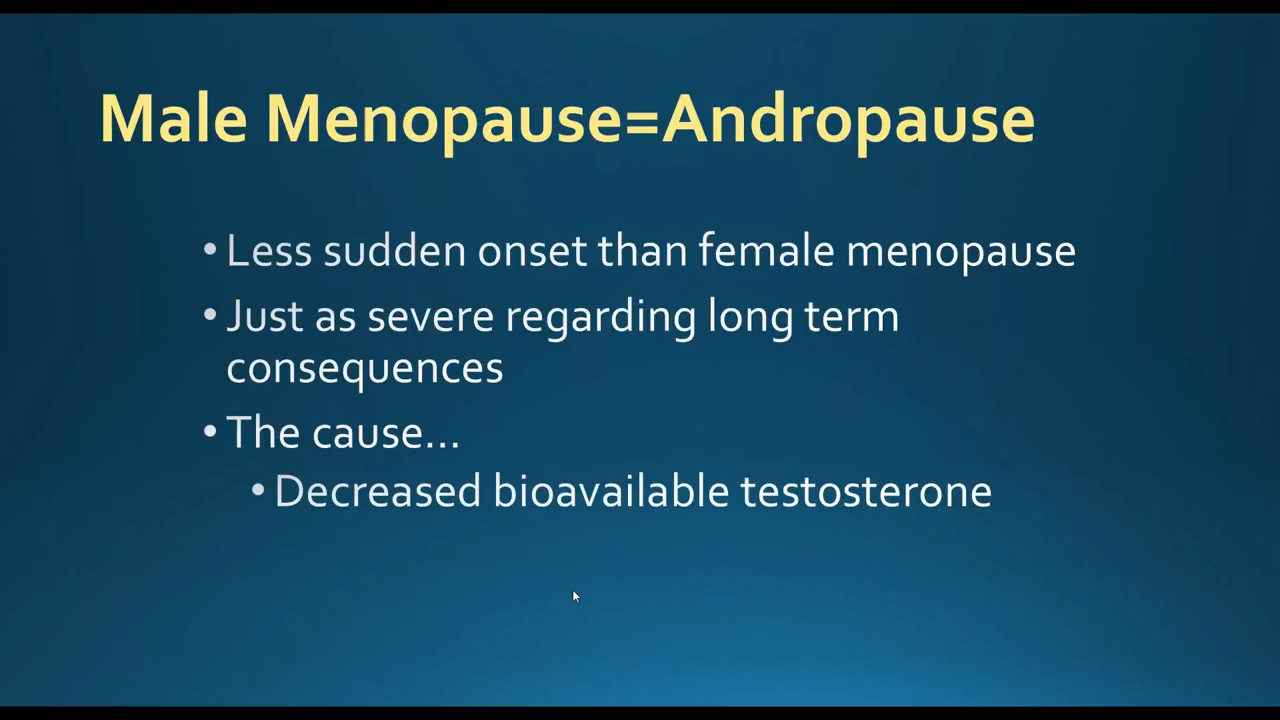 Male Menopause=Andropause
• Less sudden onset than female menopause
• Just as severe regarding long term
consequences
• The cause...
• Decreased bioavailable testosterone